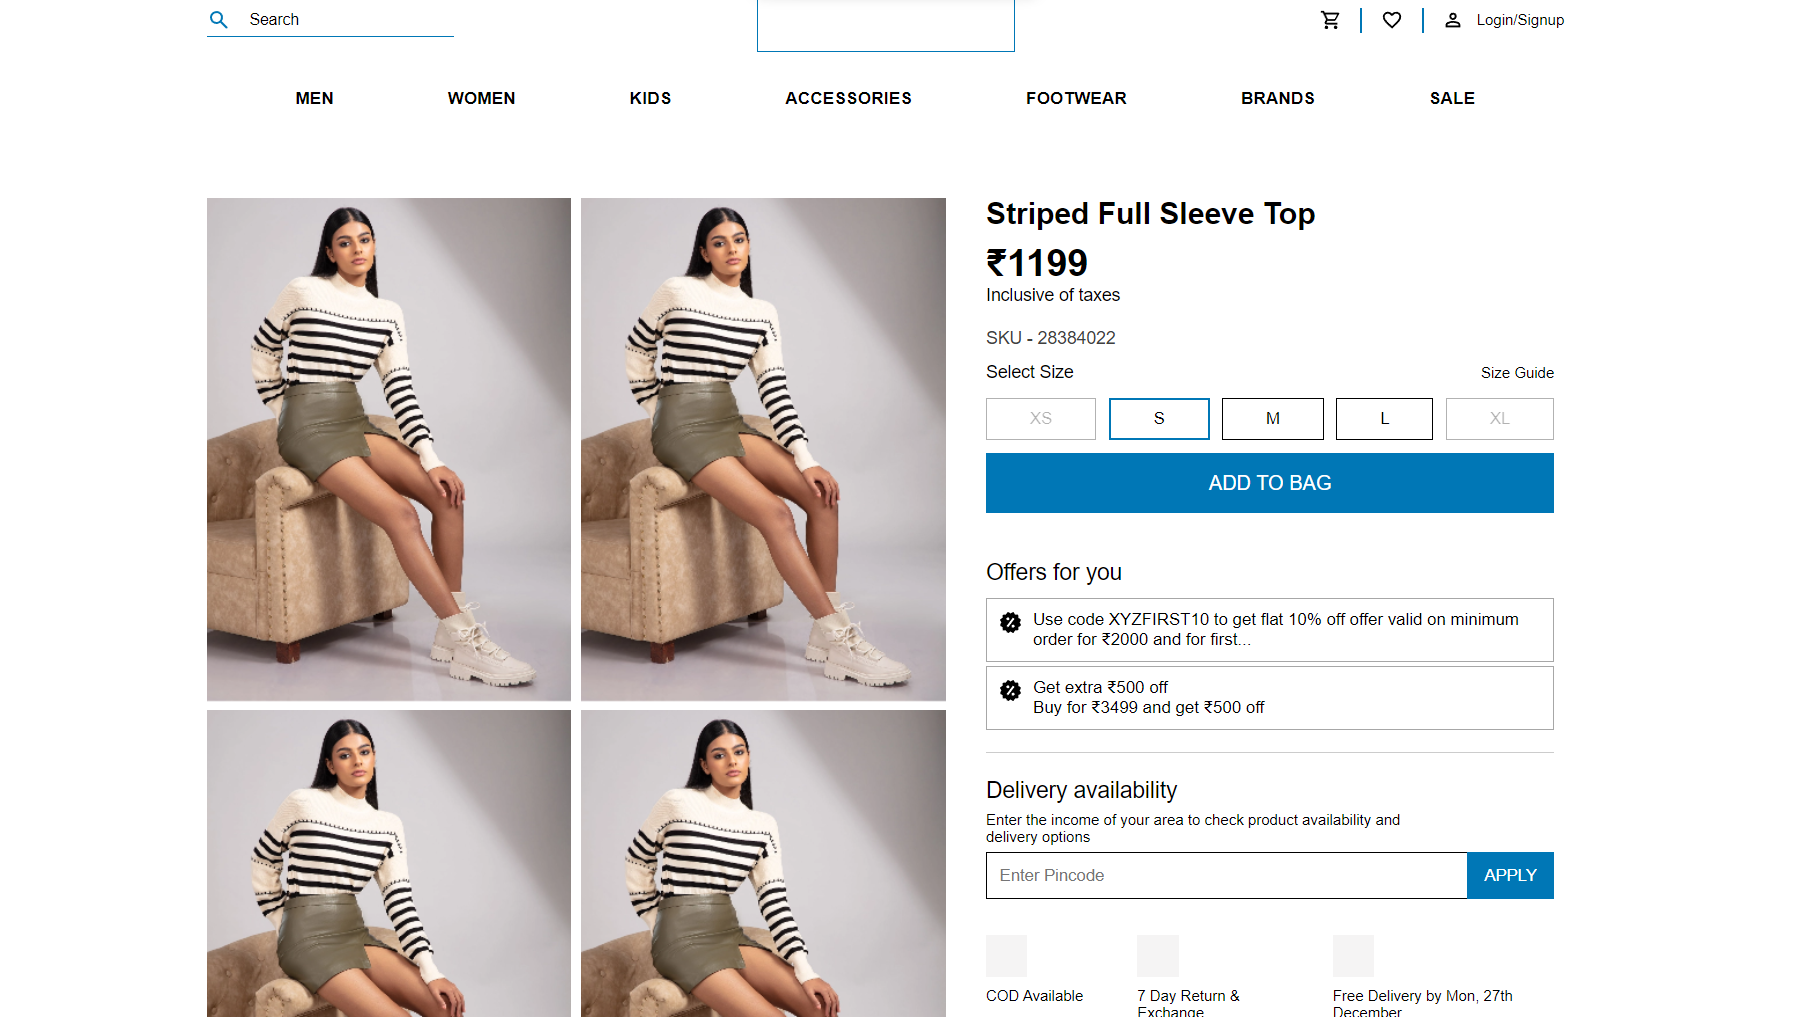 Search
Login/Signup
MEN WOMEN KIDS ACCESSORIES FOOTWEAR BRANDS SALE
Striped Full Sleeve Top
₹1199
Inclusive of taxes
SKU - 28384022
Select Size
Size Guide
XS S M L XL
ADD TO BAG
Offers for you
Use code XYZFIRST10 to get flat 10% off offer valid on minimum
order for ₹2000 and for first...
Get extra ₹500 off
Buy for ₹3499 and get ₹500 off
Delivery availability
Enter the income of your area to check product availability and
delivery options
Enter Pincode
APPLY
COD Available
7 Day Return &
Exchange
Free Delivery by Mon, 27th
December